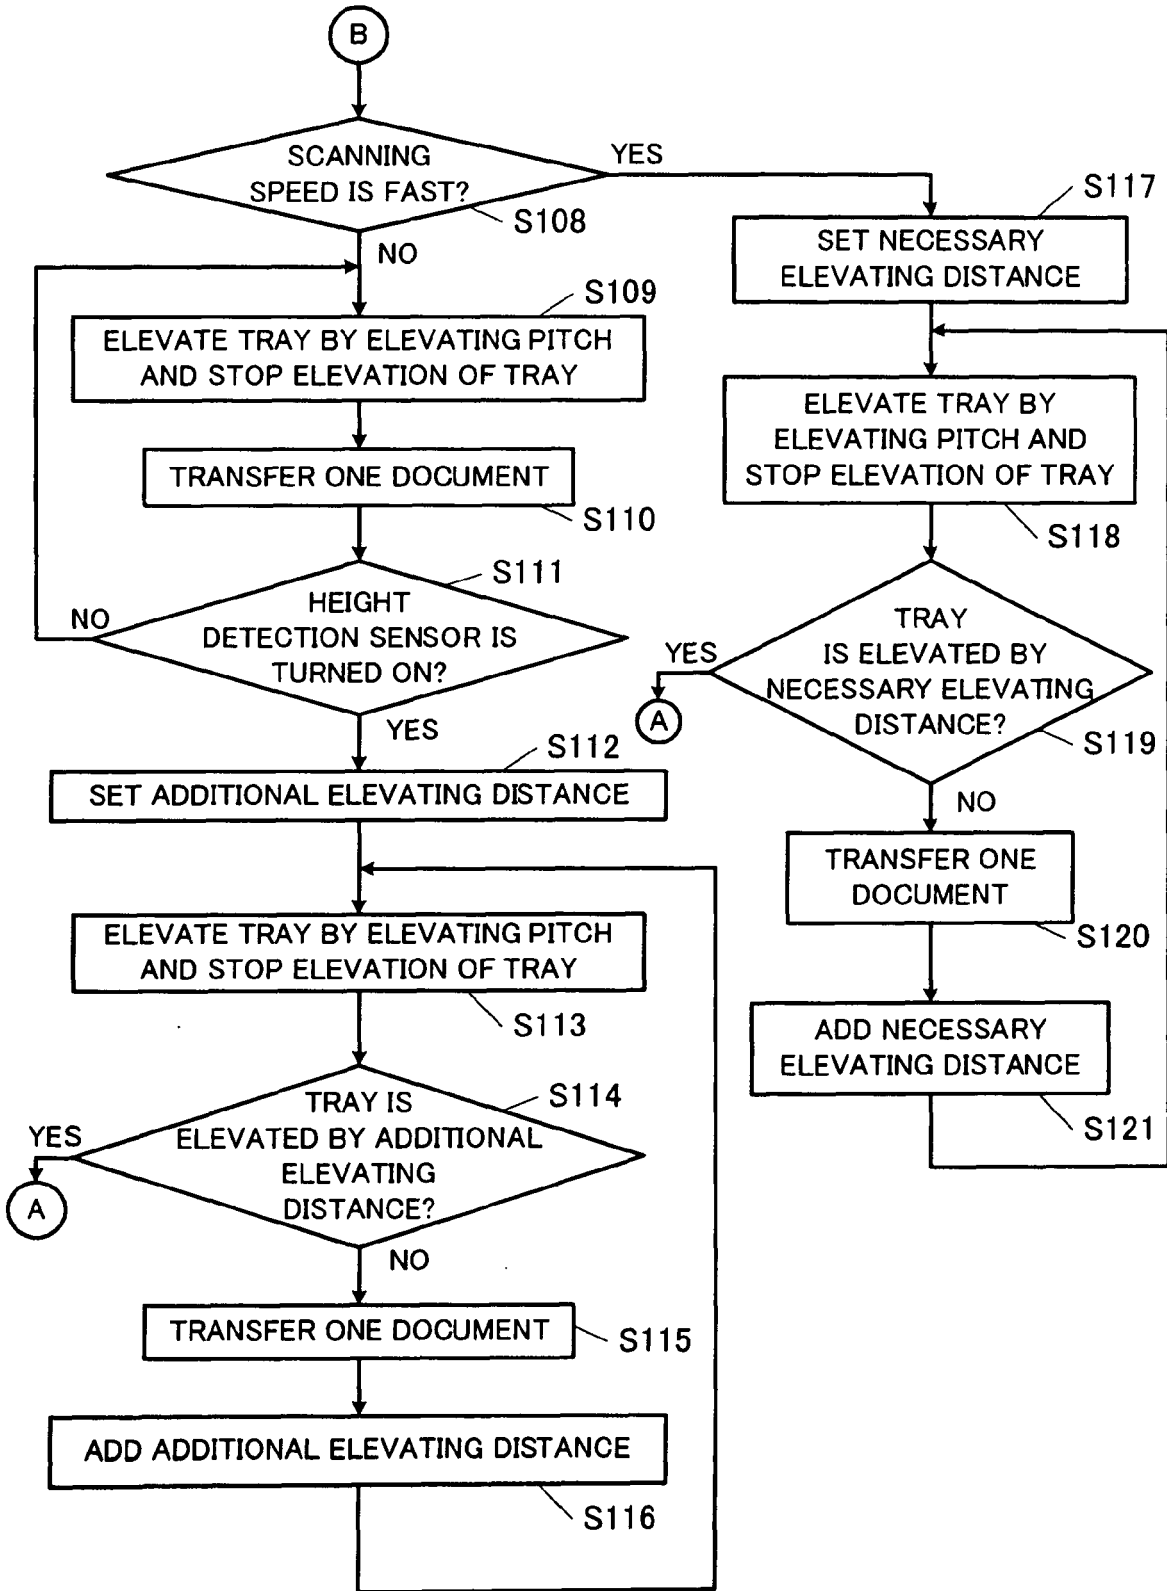 B
SCANNING
SPEED IS FAST?
S108
YES
NO
S109
ELEVATE TRAY BY ELEVATING PITCH
AND STOP ELEVATION OF TRAY
TRANSFER ONE DOCUMENT
S110
S111
HEIGHT
DETECTION SENSOR IS
TURNED ON?
NO
YES
S112
SET ADDITIONAL ELEVATING DISTANCE
ELEVATE TRAY BY ELEVATING PITCH
AND STOP ELEVATION OF TRAY
S113
S114
TRAY IS
ELEVATED BY ADDITIONAL
ELEVATING
DISTANCE?
YES
A
NO
TRANSFER ONE DOCUMENT
S115
ADD ADDITIONAL ELEVATING DISTANCE
S116
S117
SET NECESSARY
ELEVATING DISTANCE
ELEVATE TRAY BY
ELEVATING PITCH AND
STOP ELEVATION OF TRAY
S118
TRAY
IS ELEVATED BY
NECESSARY ELEVATING
DISTANCE?
S119
YES
A
NO
TRANSFER ONE
DOCUMENT
S120
ADD NECESSARY
ELEVATING DISTANCE
S121